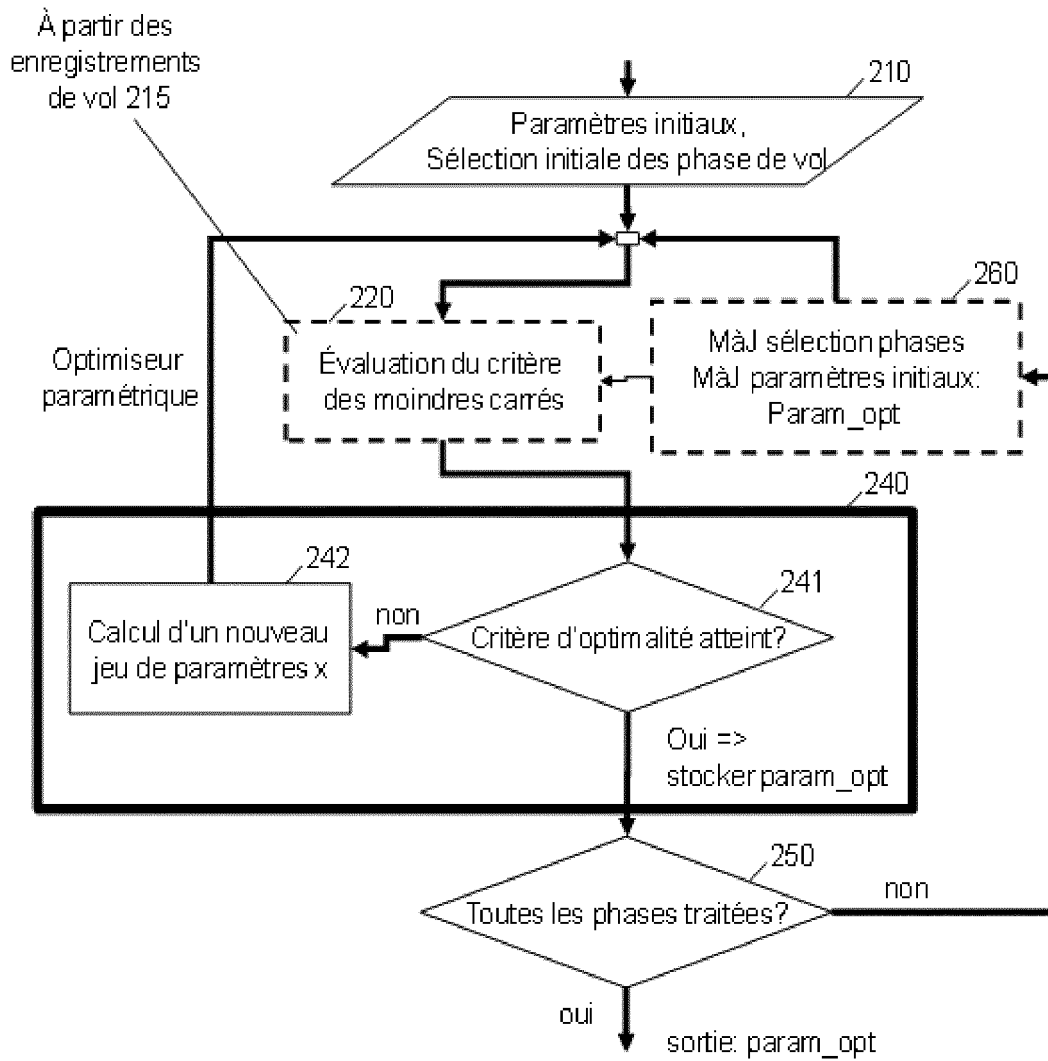 À partir des
enregistrements
de vol 215
210
Paramètres initiaux,
Sélection initiale des phase de vol
220
Évaluation du critère
des moindres carrés
260
MàJ sélection phases
MàJ paramètres initiaux:
Param_opt
Optimiseur
paramétrique
240
242
Calcul d'un nouveau
jeu de paramètres x
non
241
Critère d'optimalité atteint?
Oui =>
stocker param_opt
250
Toutes les phases traitées?
non
oui
sortie: param_opt